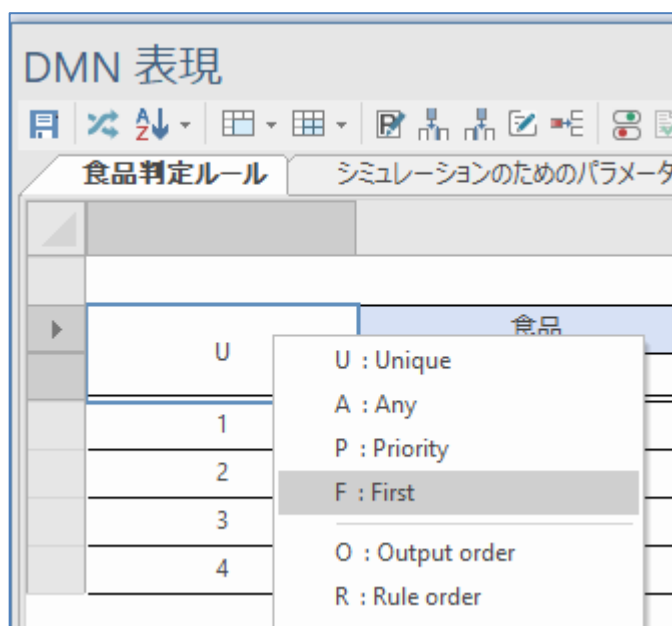 DMN 表現
食品判定ルール
シミュレーションのためのパラメータ
食品
U
U : Unique
A : Any
P : Priority
F : First
O : Output order
R : Rule order
1
2
3
4